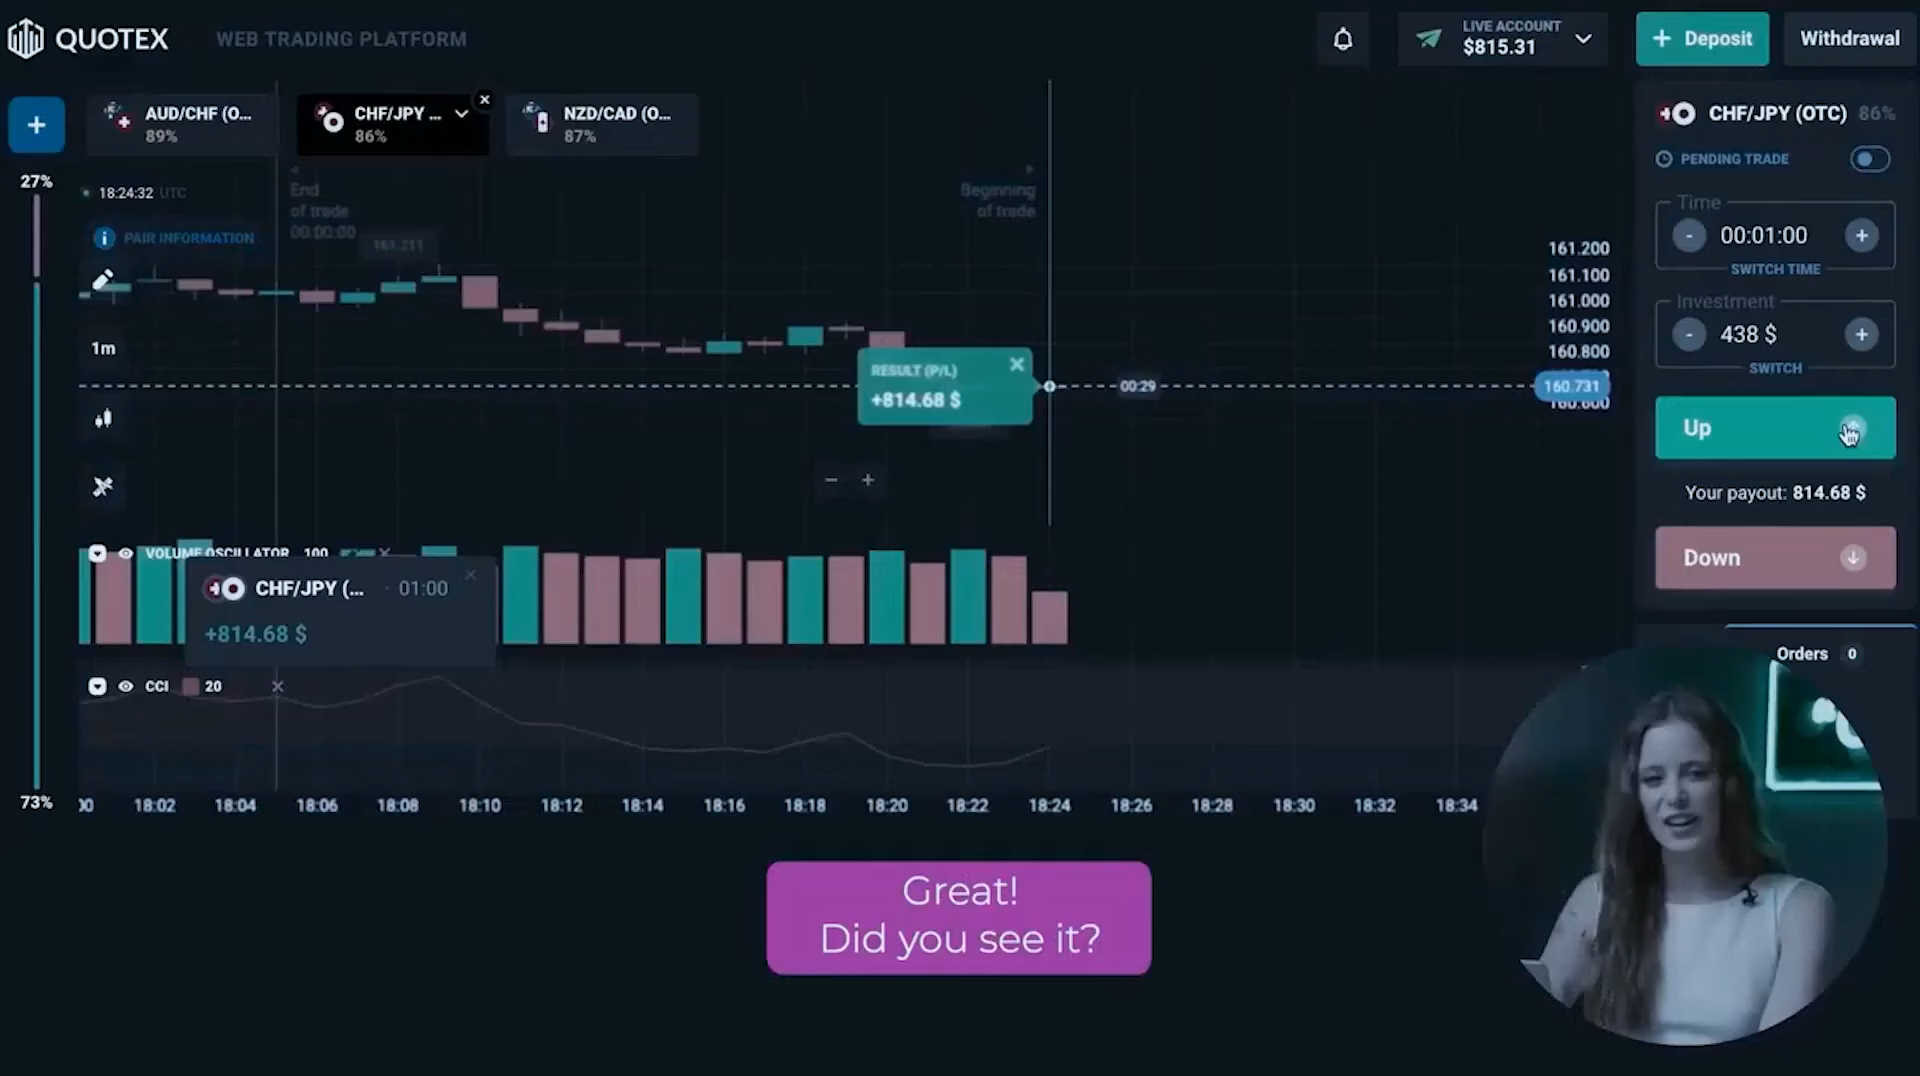 QUOTEX
WEB TRADING PLATFORM
LIVE ACCOUNT
$815.31
+ Deposit
Withdrawal
+
AUD/CHF (O...
89%
CHF/JPY ...
86%
NZD/CAD (O...
87%
CHF/JPY (OTC) 86%
PENDING TRADE
Time
- 00:01:00 +
SWITCH TIME
Investment
- 438 $ +
SWITCH
Up
Your payout: 814.68 $
Down
Orders 0
27%
18:24:32 UTC
PAIR INFORMATION
End
of trade
00:00:00
Beginning
of trade
161.211
161.200
161.100
161.000
160.900
160.800
160.731
160.600
1m
RESULT (P/L)
+814.68 $
00:29
- +
VOLUME OSCILLATOR 100
CHF/JPY (... 01:00
+814.68 $
CCI 20
73%
18:02 18:04 18:06 18:08 18:10 18:12 18:14 18:16 18:18 18:20 18:22 18:24 18:26 18:28 18:30 18:32 18:34
Great!
Did you see it?